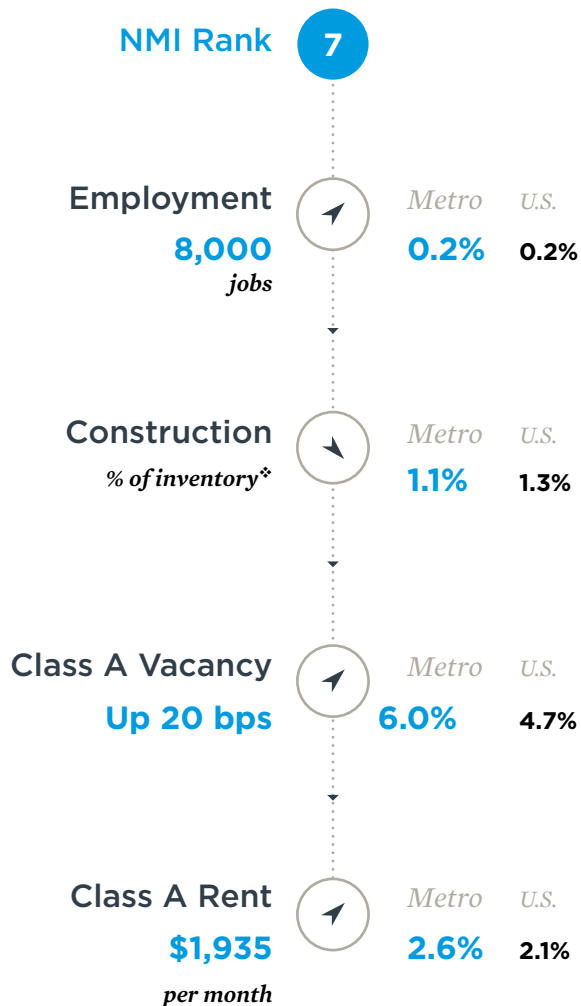 NMI Rank 7
Employment Metro U.S.
8,000 0.2% 0.2%
jobs
Construction Metro U.S.
% of inventory❖ 1.1% 1.3%
Class A Vacancy Metro U.S.
Up 20 bps 6.0% 4.7%
Class A Rent Metro U.S.
$1,935 2.6% 2.1%
per month